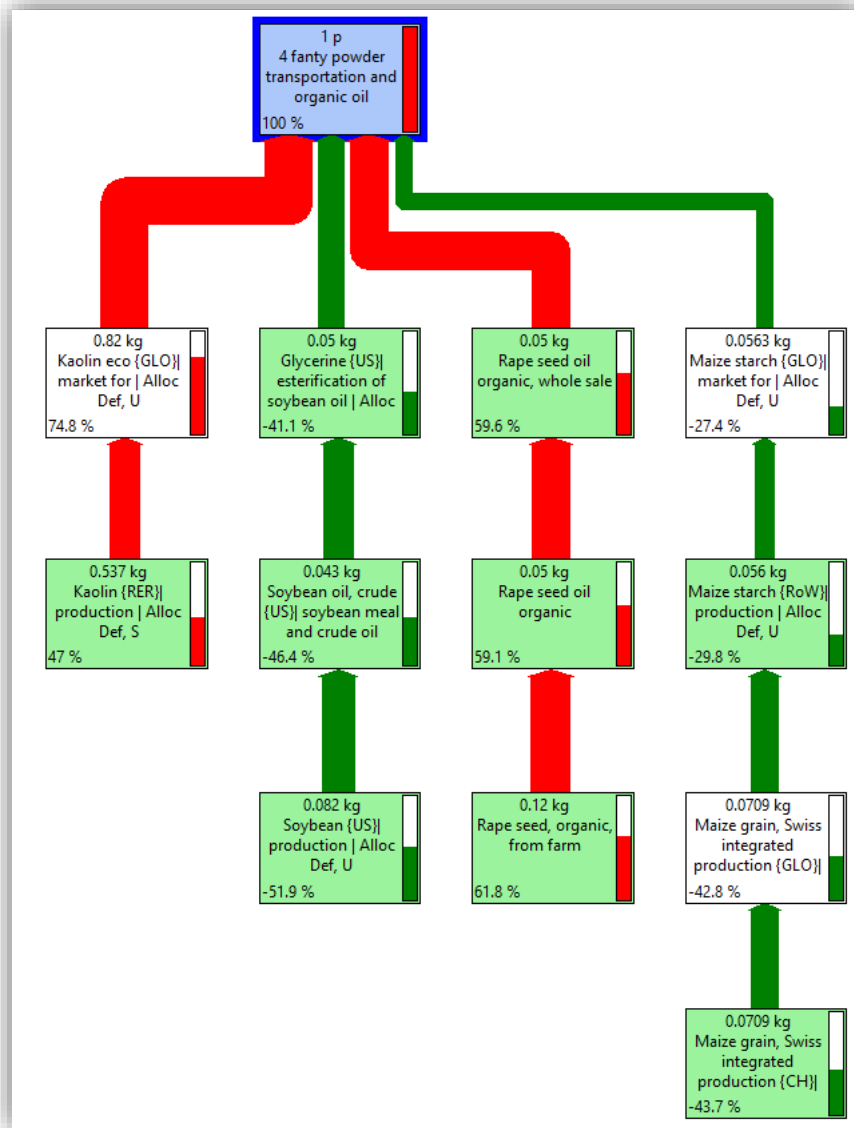 1 p
4 fanty powder
transportation and
organic oil
100 %
0.82 kg
Kaolin eco {GLO}|
market for | Alloc
Def, U
74.8 %
0.05 kg
Glycerine {US}|
esterification of
soybean oil | Alloc
-41.1 %
0.05 kg
Rape seed oil
organic, whole sale
59.6 %
0.0563 kg
Maize starch {GLO}|
market for | Alloc
Def, U
-27.4 %
0.537 kg
Kaolin {RER}|
production | Alloc
Def, S
47 %
0.043 kg
Soybean oil, crude
{US}| soybean meal
and crude oil
-46.4 %
0.05 kg
Rape seed oil
organic
59.1 %
0.056 kg
Maize starch {RoW}|
production | Alloc
Def, U
-29.8 %
0.082 kg
Soybean {US}|
production | Alloc
Def, U
-51.9 %
0.12 kg
Rape seed, organic,
from farm
61.8 %
0.0709 kg
Maize grain, Swiss
integrated
production {GLO}|
-42.8 %
0.0709 kg
Maize grain, Swiss
integrated
production {CH}|
-43.7 %